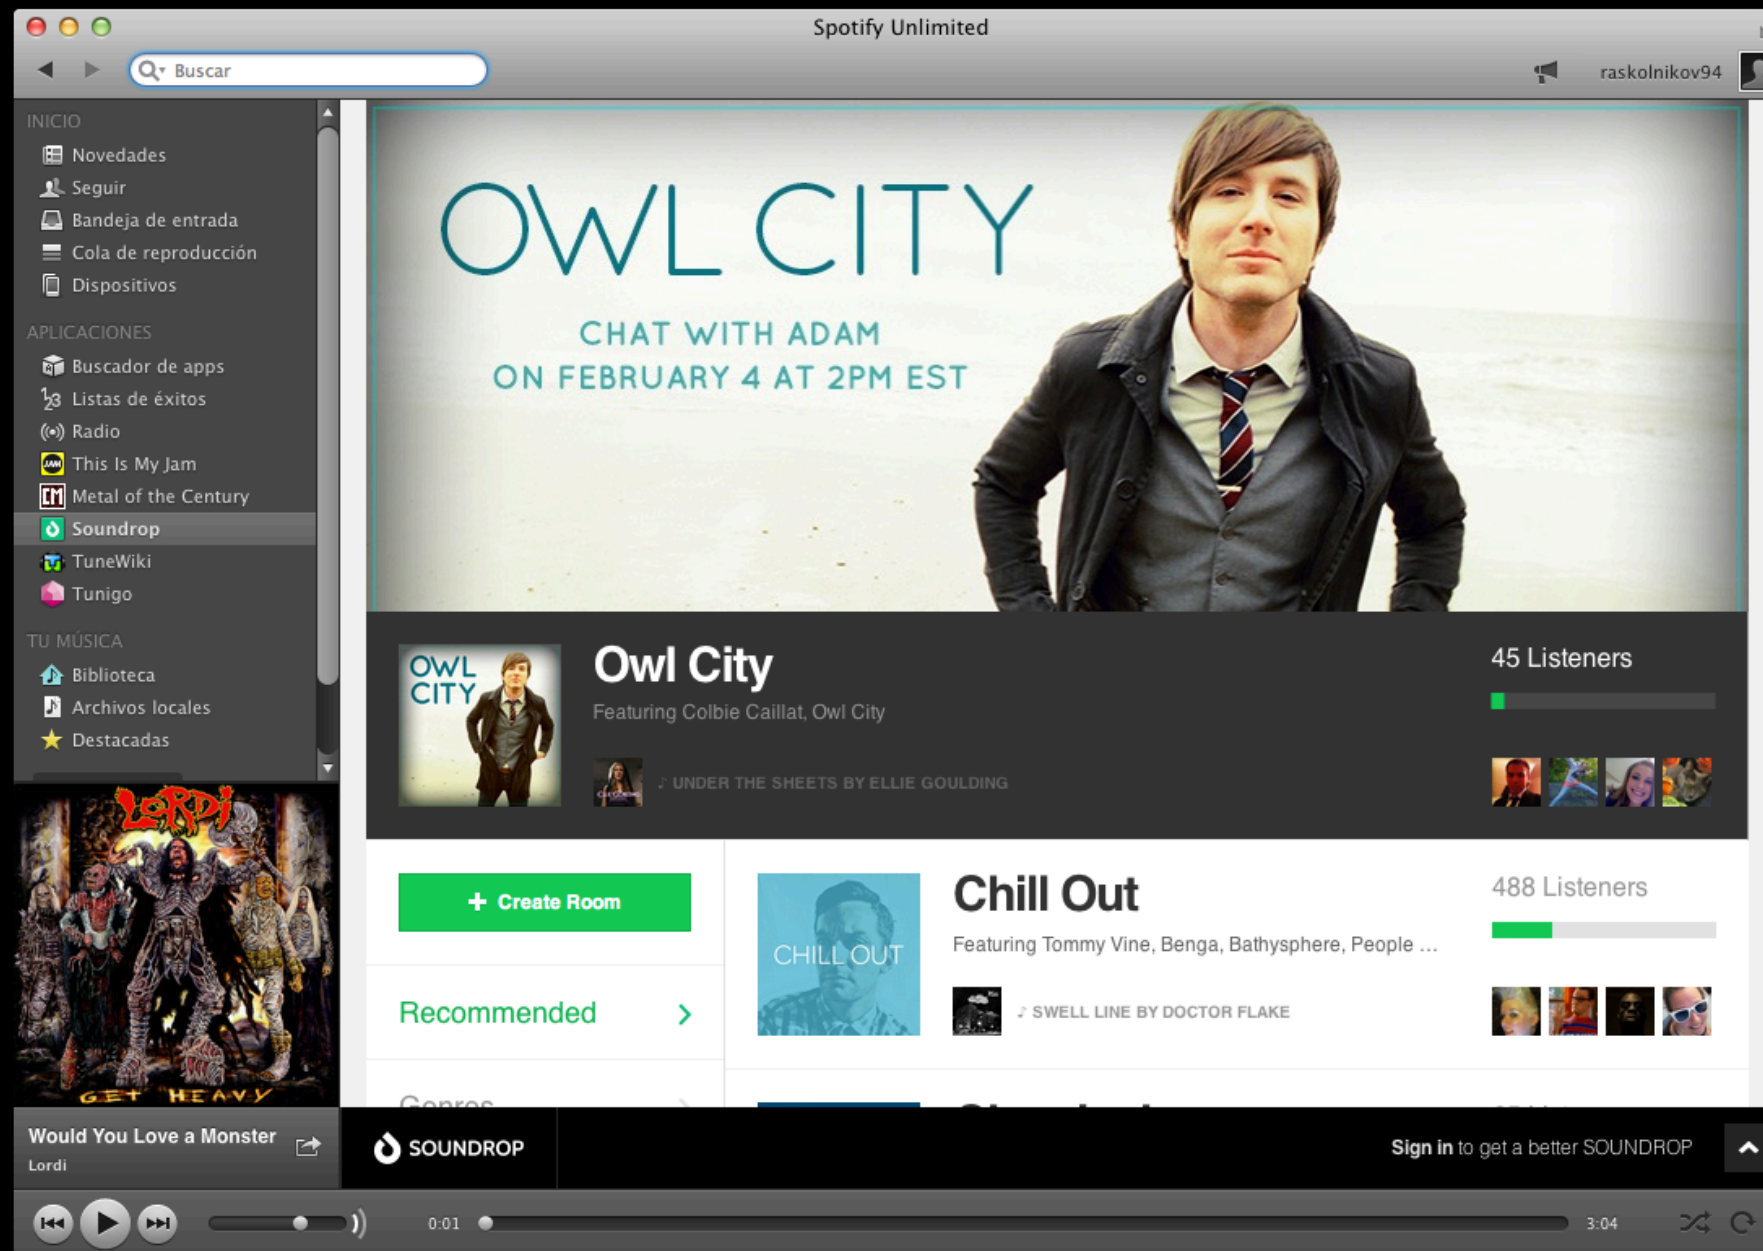 Spotify Unlimited
Buscar
raskolnikov94
INICIO
Novedades
Seguir
Bandeja de entrada
Cola de reproducción
Dispositivos
APLICACIONES
Buscador de apps
Listas de éxitos
Radio
This Is My Jam
Metal of the Century
Soundrop
TuneWiki
Tunigo
TU MÚSICA
Biblioteca
Archivos locales
Destacadas
LORDI
GET HEAVY
Would You Love a Monster
Lordi
OWL CITY
CHAT WITH ADAM
ON FEBRUARY 4 AT 2PM EST
OWL
CITY
Owl City
Featuring Colbie Caillat, Owl City
UNDER THE SHEETS BY ELLIE GOULDING
45 Listeners
+ Create Room
Recommended
Genres
CHILL OUT
Chill Out
Featuring Tommy Vine, Benga, Bathysphere, People ...
SWELL LINE BY DOCTOR FLAKE
488 Listeners
SOUNDROP
Sign in to get a better SOUNDROP
0:01
3:04